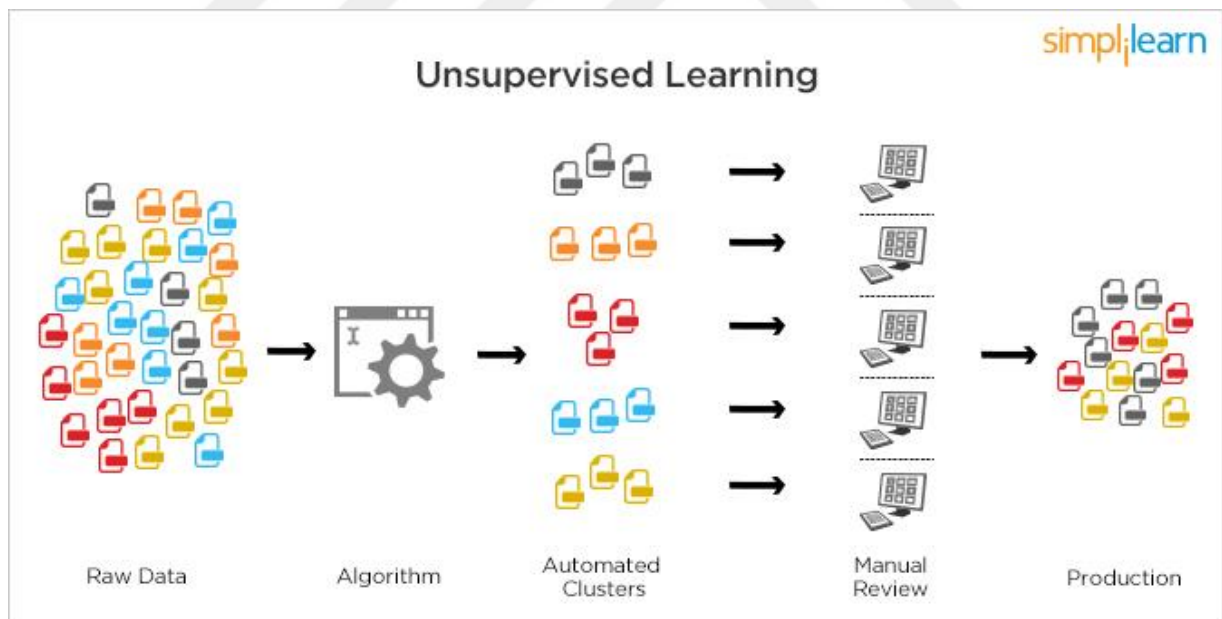 simplilearn
Unsupervised Learning
Raw Data
Algorithm
Automated
Clusters
Manual
Review
Production